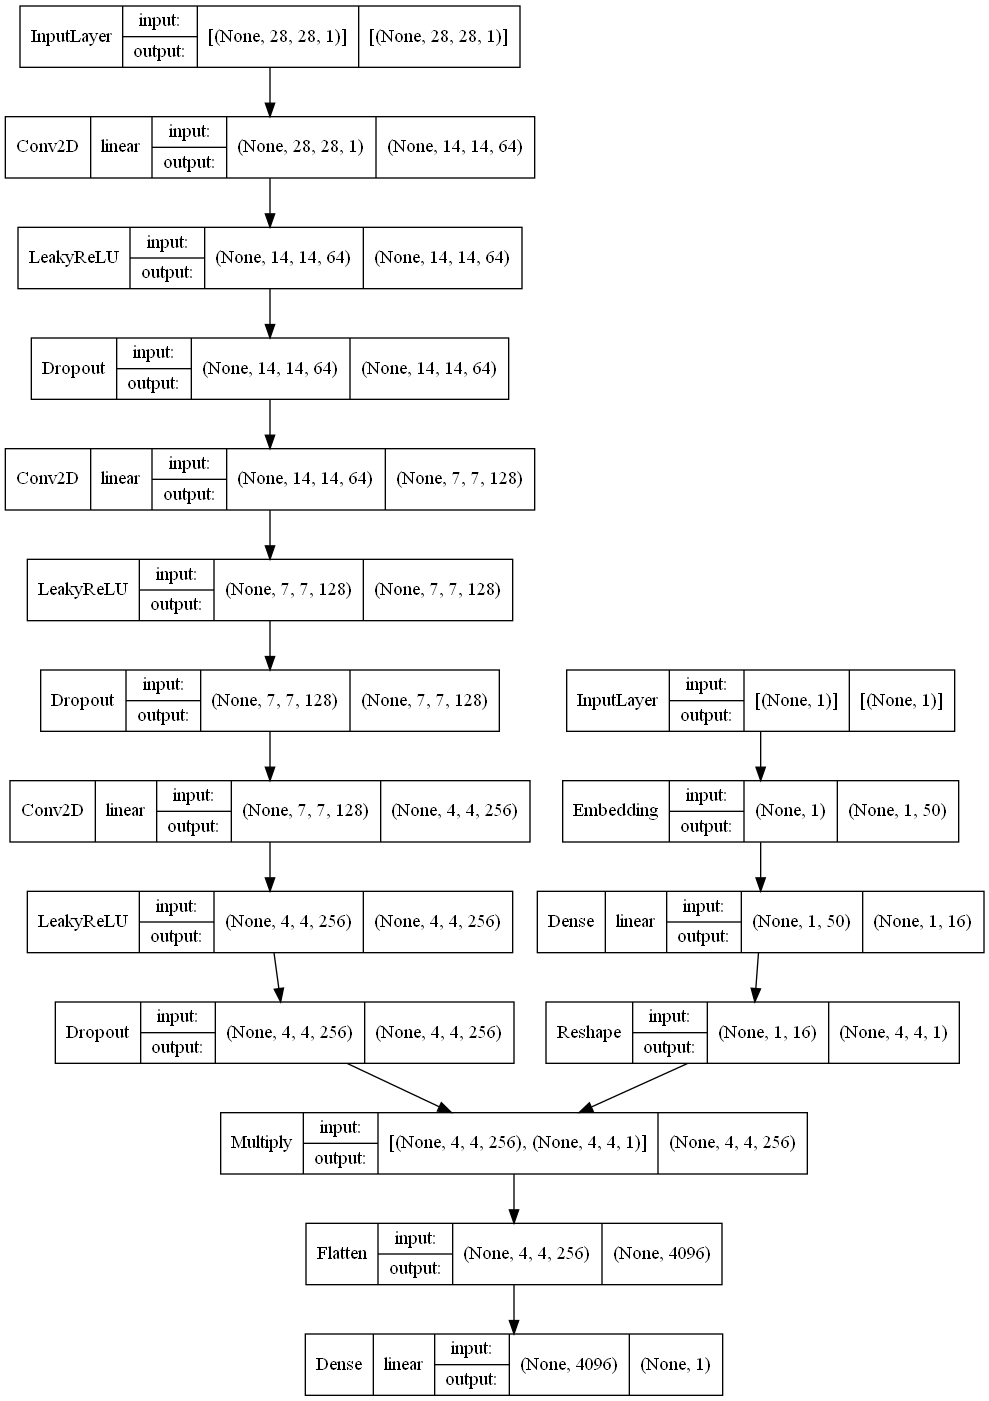 InputLayer input: output: [(None, 28, 28, 1)] [(None, 28, 28, 1)]
Conv2D linear input: output: (None, 28, 28, 1) (None, 14, 14, 64)
LeakyReLU input: output: (None, 14, 14, 64) (None, 14, 14, 64)
Dropout input: output: (None, 14, 14, 64) (None, 14, 14, 64)
Conv2D linear input: output: (None, 14, 14, 64) (None, 7, 7, 128)
LeakyReLU input: output: (None, 7, 7, 128) (None, 7, 7, 128)
Dropout input: output: (None, 7, 7, 128) (None, 7, 7, 128)
InputLayer input: output: [(None, 1)] [(None, 1)]
Conv2D linear input: output: (None, 7, 7, 128) (None, 4, 4, 256)
Embedding input: output: (None, 1) (None, 1, 50)
LeakyReLU input: output: (None, 4, 4, 256) (None, 4, 4, 256)
Dense linear input: output: (None, 1, 50) (None, 1, 16)
Dropout input: output: (None, 4, 4, 256) (None, 4, 4, 256)
Reshape input: output: (None, 1, 16) (None, 4, 4, 1)
Multiply input: output: [(None, 4, 4, 256), (None, 4, 4, 1)] (None, 4, 4, 256)
Flatten input: output: (None, 4, 4, 256) (None, 4096)
Dense linear input: output: (None, 4096) (None, 1)